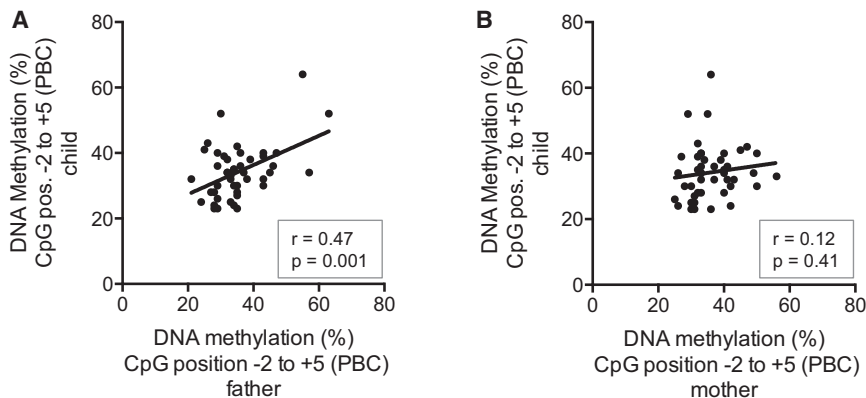 A
DNA Methylation (%)
CpG pos. -2 to +5 (PBC)
child
80
60
40
20
0
r = 0.47
p = 0.001
0 20 40 60 80
DNA methylation (%)
CpG position -2 to +5 (PBC)
father
B
DNA Methylation (%)
CpG pos. -2 to +5 (PBC)
child
80
60
40
20
0
r = 0.12
p = 0.41
0 20 40 60 80
DNA methylation (%)
CpG position -2 to +5 (PBC)
mother